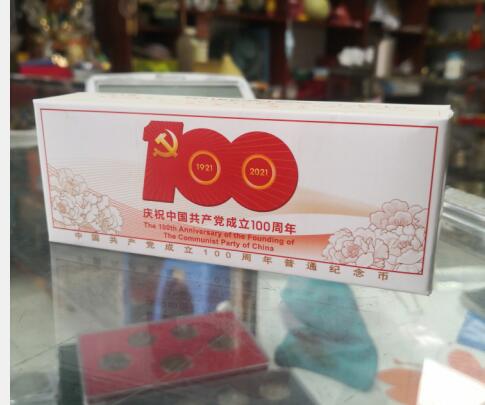 100
1921 2021
庆祝中国共产党成立100周年
The 100th Anniversary of the Founding of
The Communist Party of China
中国共产党成立100周年普通纪念币